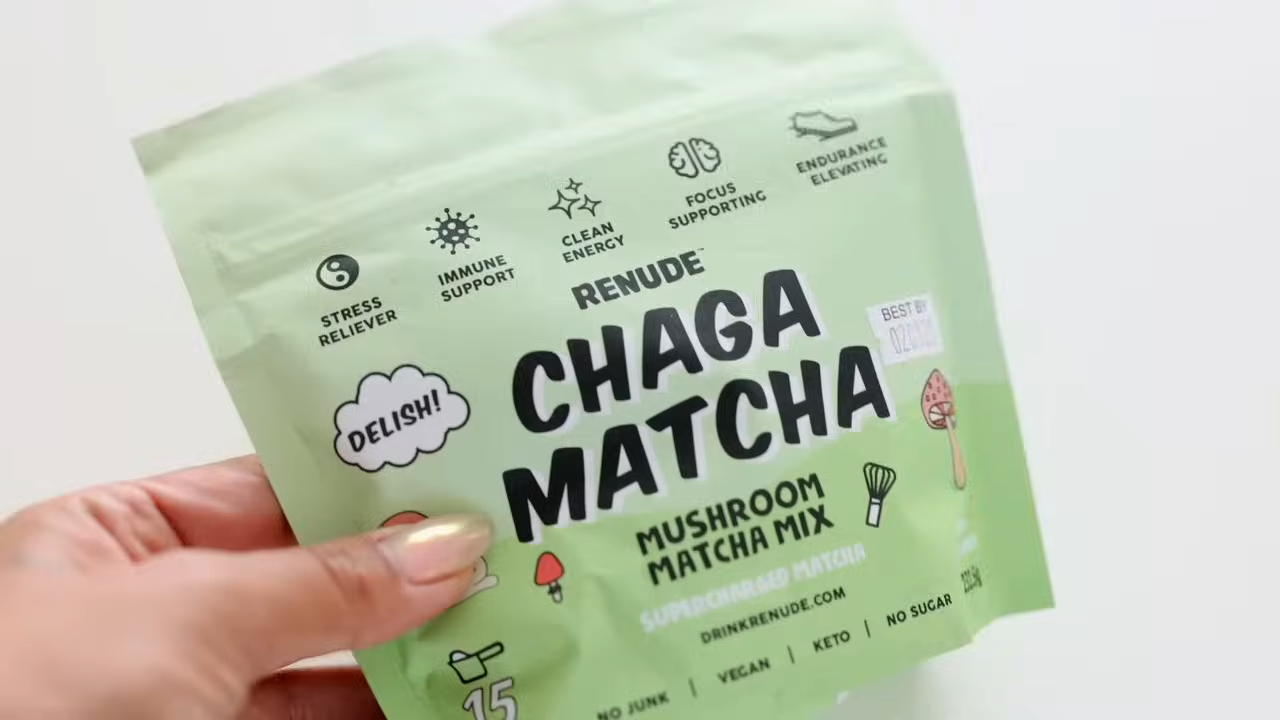 STRESS
RELIEVER
IMMUNE
SUPPORT
CLEAN
ENERGY
FOCUS
SUPPORTING
ENDURANCE
ELEVATING
RENUDE™
CHAGA
MATCHA
BEST BY
DELISH!
MUSHROOM
MATCHA MIX
SUPERCHARGED MATCHA
DRINKRENUDE.COM
NO JUNK | VEGAN | KETO | NO SUGAR
15